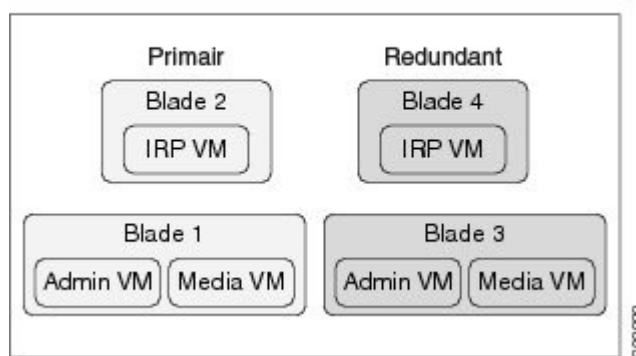 Primair Redundant
Blade 2 Blade 4
IRP VM IRP VM
Blade 1 Blade 3
Admin VM Media VM Admin VM Media VM